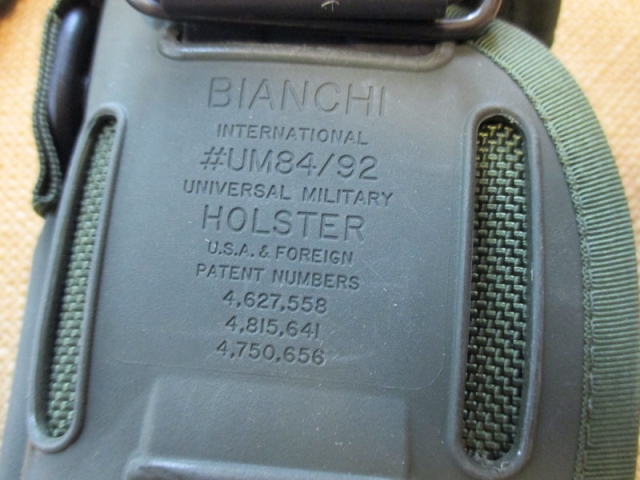 BIANCHI
INTERNATIONAL
#UM84/92
UNIVERSAL MILITARY
HOLSTER
U.S.A. & FOREIGN
PATENT NUMBERS
4,627,558
4,815,641
4,750,656